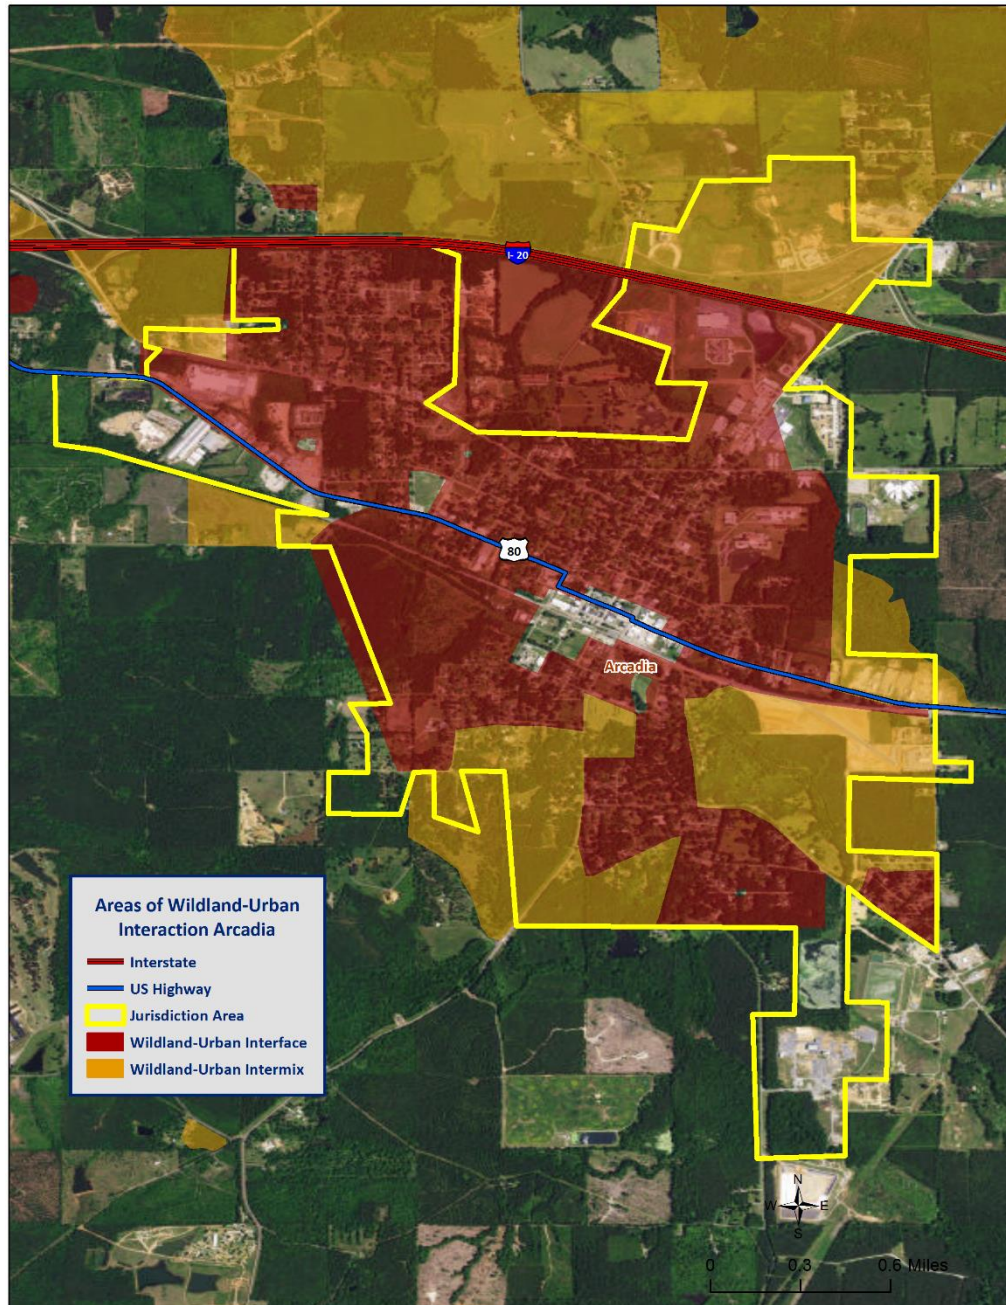 I-20
80
Arcadia
Areas of Wildland-Urban
Interaction Arcadia
Interstate
US Highway
Jurisdiction Area
Wildland-Urban Interface
Wildland-Urban Intermix
N
W E
S
0 0.3 0.6 Miles